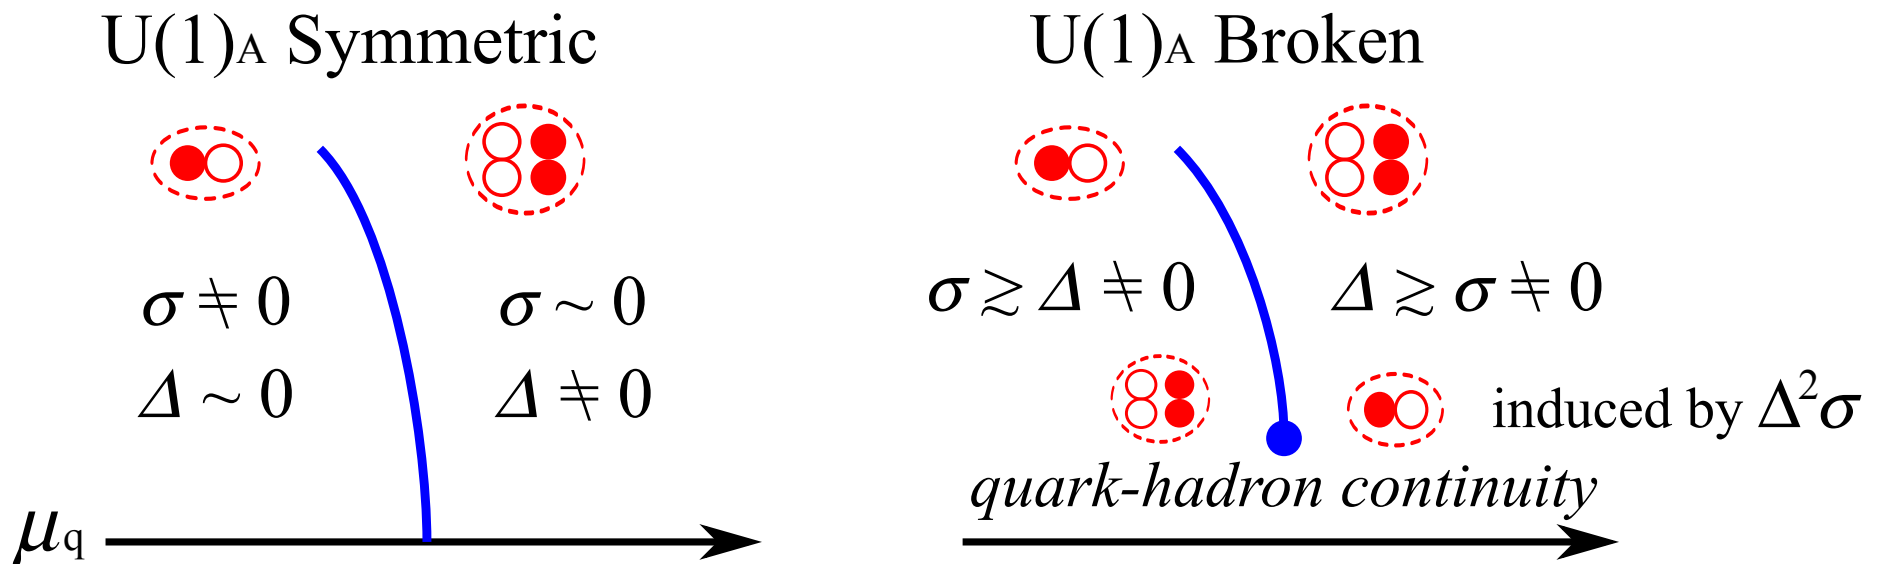 U(1)A Symmetric
σ ≠ 0
Δ ~ 0
σ ~ 0
Δ ≠ 0
μq
U(1)A Broken
σ ≳ Δ ≠ 0
Δ ≳ σ ≠ 0
induced by Δ²σ
quark-hadron continuity